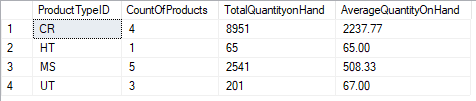 ProductTypeID CountOfProducts TotalQuantityonHand AverageQuantityOnHand
1 CR 4 8951 2237.77
2 HT 1 65 65.00
3 MS 5 2541 508.33
4 UT 3 201 67.00